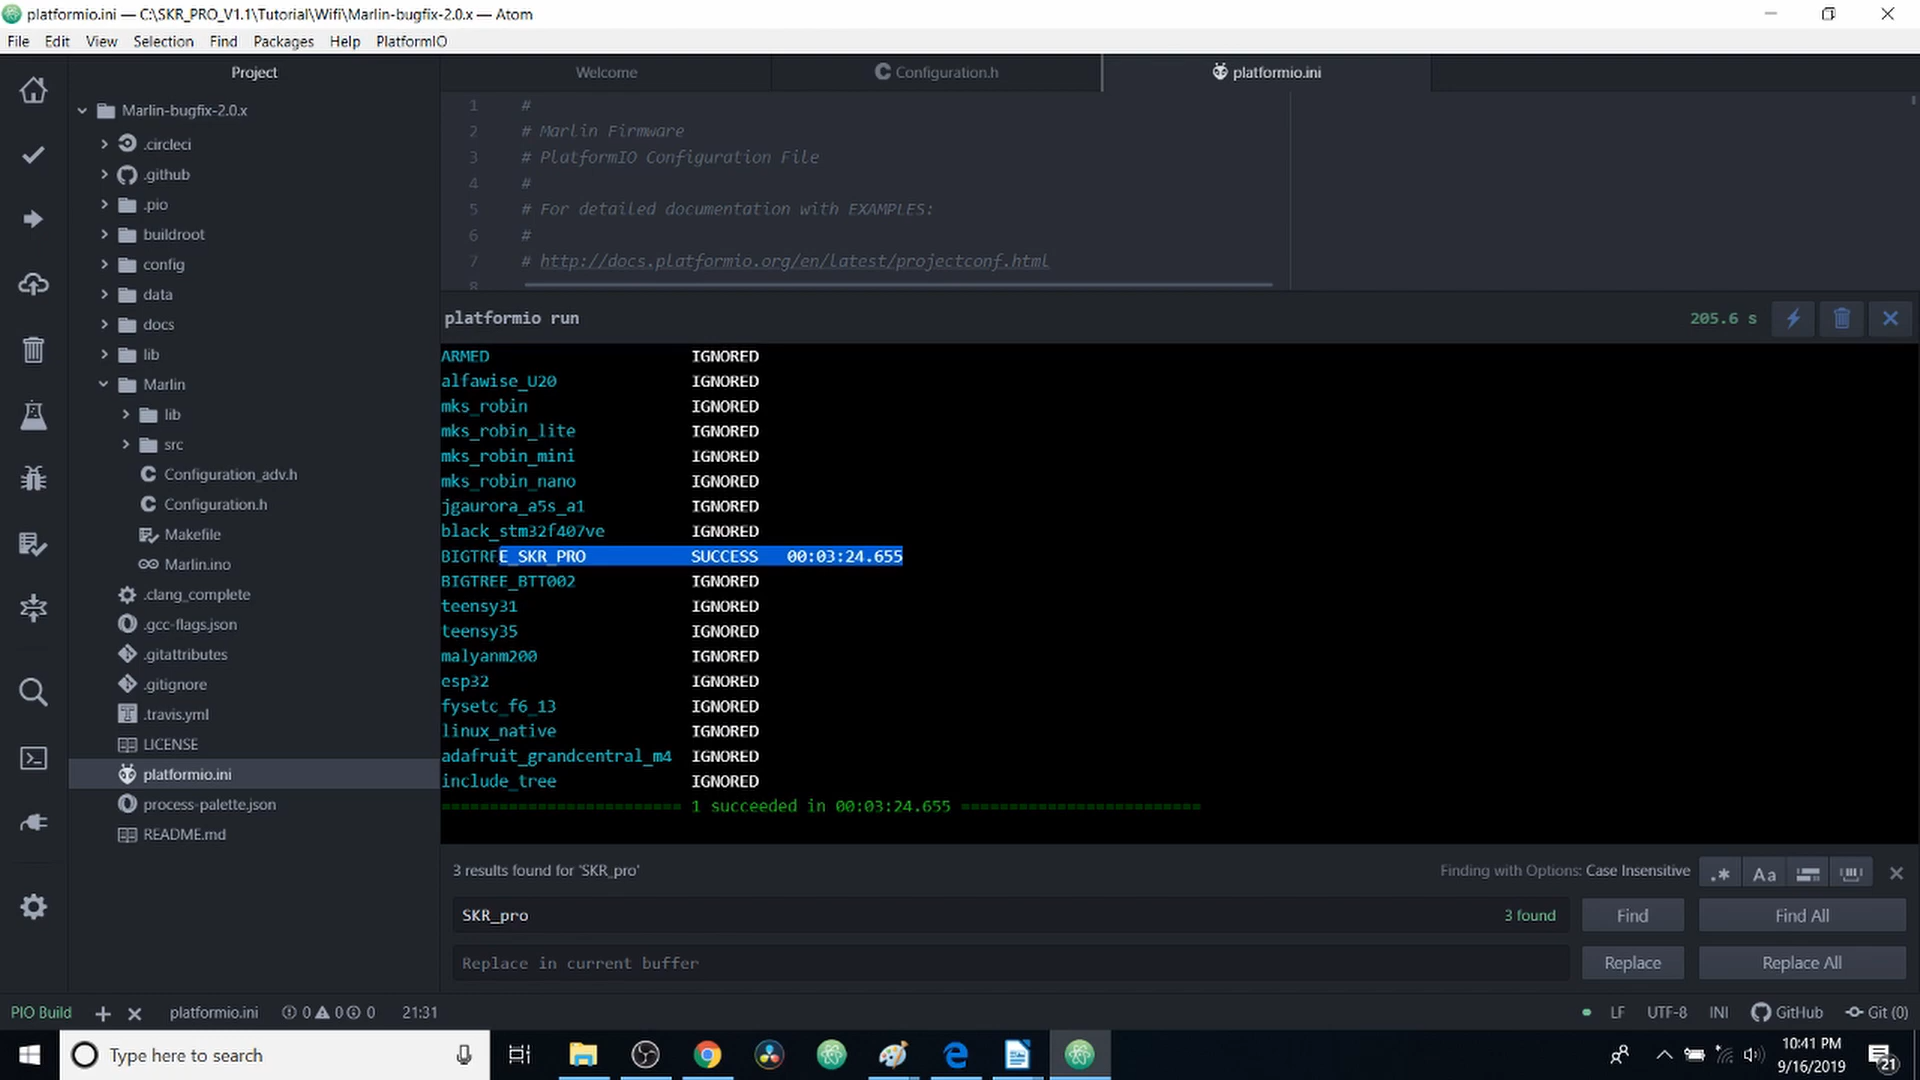 platformio.ini — C:\SKR_PRO_V1.1\Tutorial\Wifi\Marlin-bugfix-2.0.x — Atom
File Edit View Selection Find Packages Help PlatformIO
Project
Marlin-bugfix-2.0.x
.circleci
.github
.pio
buildroot
config
data
docs
lib
Marlin
lib
src
Configuration_adv.h
Configuration.h
Makefile
Marlin.ino
.clang_complete
.gcc-flags.json
.gitattributes
.gitignore
.travis.yml
LICENSE
platformio.ini
process-palette.json
README.md
Welcome Configuration.h platformio.ini
1 #
2 # Marlin Firmware
3 # PlatformIO Configuration File
4 #
5 # For detailed documentation with EXAMPLES:
6 #
7 # http://docs.platformio.org/en/latest/projectconf.html
8
platformio run 205.6 s
ARMED IGNORED
alfawise_U20 IGNORED
mks_robin IGNORED
mks_robin_lite IGNORED
mks_robin_mini IGNORED
mks_robin_nano IGNORED
jgaurora_a5s_a1 IGNORED
black_stm32f407ve IGNORED
BIGTREE_SKR_PRO SUCCESS 00:03:24.655
BIGTREE_BTT002 IGNORED
teensy31 IGNORED
teensy35 IGNORED
malyanm200 IGNORED
esp32 IGNORED
fysetc_f6_13 IGNORED
linux_native IGNORED
adafruit_grandcentral_m4 IGNORED
include_tree IGNORED
========================= 1 succeeded in 00:03:24.655 =========================
3 results found for 'SKR_pro' Finding with Options: Case Insensitive .* Aa
SKR_pro 3 found Find Find All
Replace in current buffer Replace Replace All
PIO Build platformio.ini 0 0 0 21:31 LF UTF-8 INI GitHub Git (0)
Type here to search
10:41 PM
9/16/2019
21